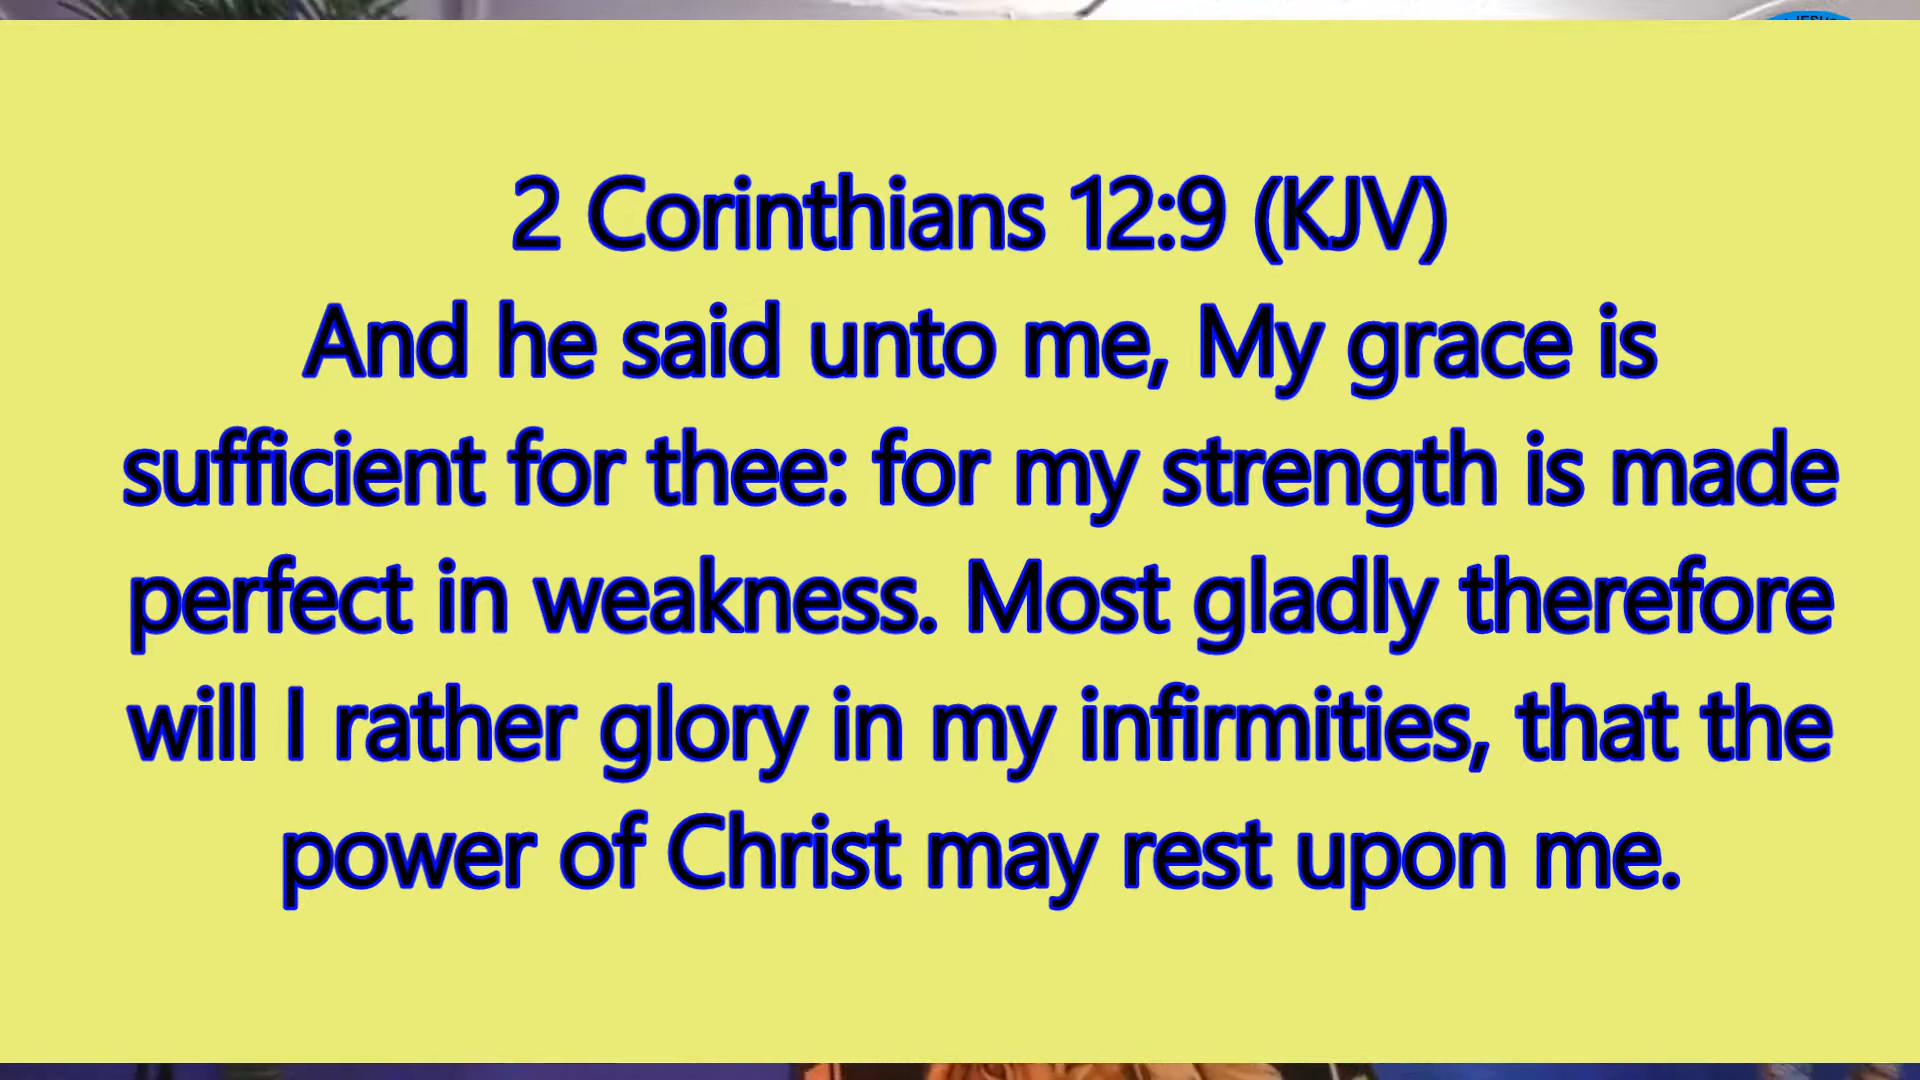 JESUS
2 Corinthians 12:9 (KJV)
And he said unto me, My grace is
sufficient for thee: for my strength is made
perfect in weakness. Most gladly therefore
will I rather glory in my infirmities, that the
power of Christ may rest upon me.